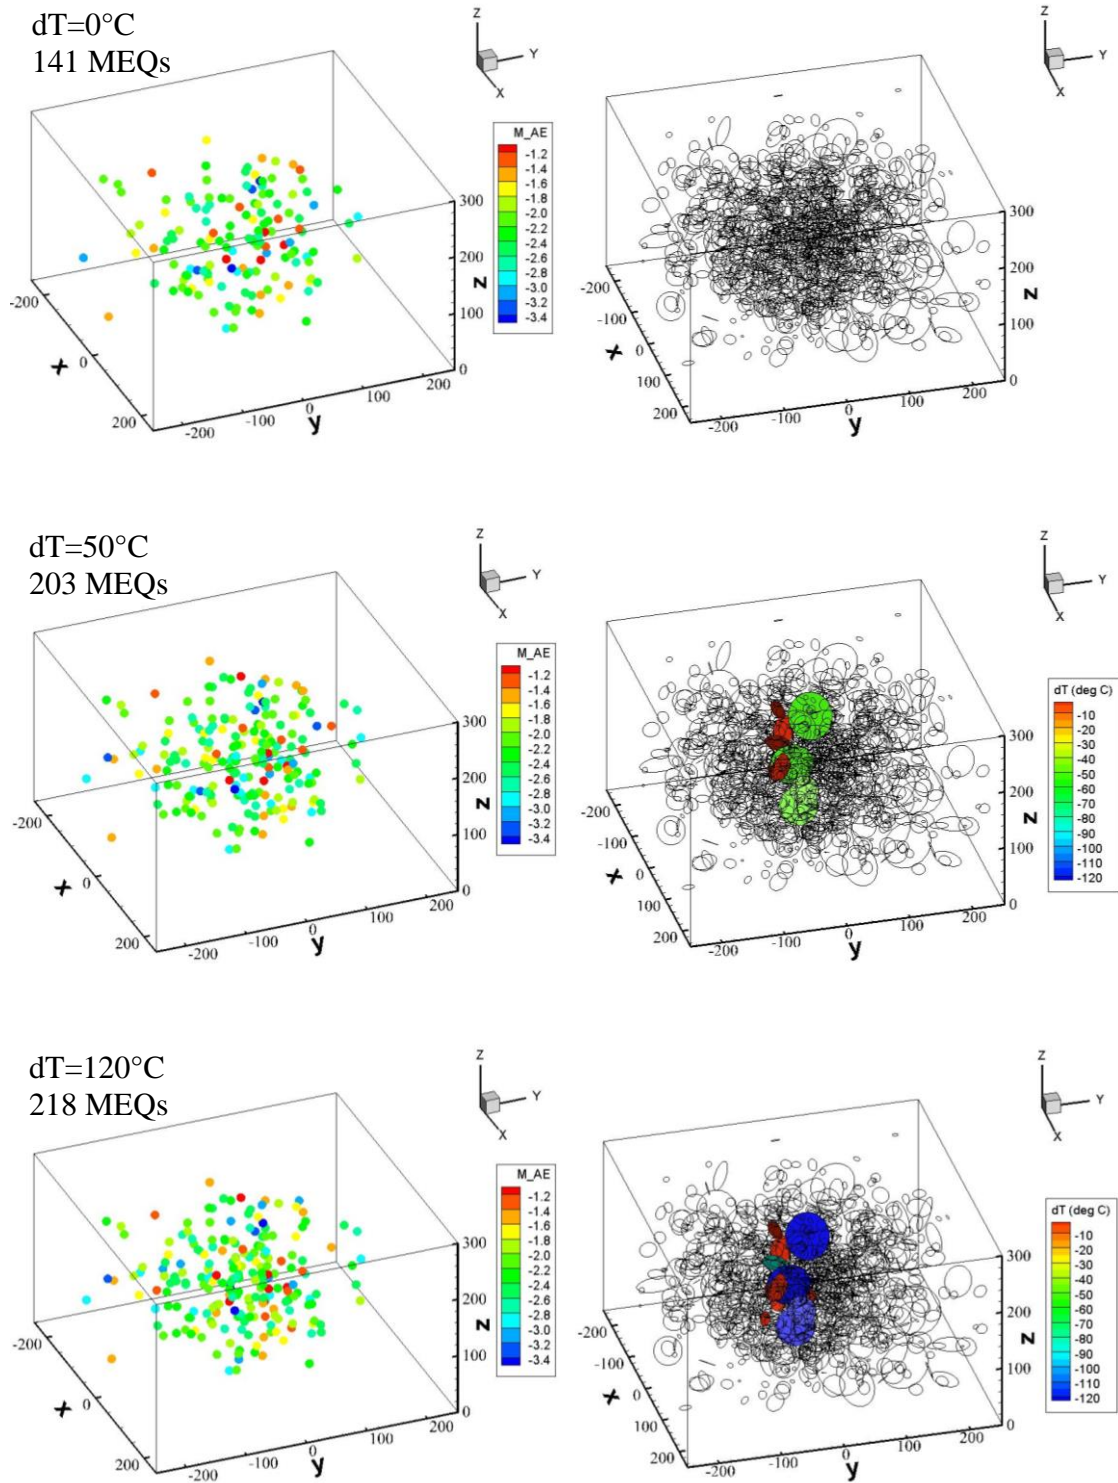 dT=0°C
141 MEQs
Z
Y
X
M_AE
-1.2
-1.4
-1.6
-1.8
-2.0
-2.2
-2.4
-2.6
-2.8
-3.0
-3.2
-3.4
300
200
100
0
z
-200
0
200
x
-200
-100
0
100
200
y
Z
Y
X
300
200
100
0
z
-200
-100
0
100
200
x
-200
-100
0
100
200
y
dT=50°C
203 MEQs
Z
Y
X
M_AE
-1.2
-1.4
-1.6
-1.8
-2.0
-2.2
-2.4
-2.6
-2.8
-3.0
-3.2
-3.4
300
200
100
0
z
-200
0
200
x
-200
-100
0
100
200
y
Z
Y
X
dT (deg C)
-10
-20
-30
-40
-50
-60
-70
-80
-90
-100
-110
-120
300
200
100
0
z
-200
-100
0
100
200
x
-200
-100
0
100
200
y
dT=120°C
218 MEQs
Z
Y
X
M_AE
-1.2
-1.4
-1.6
-1.8
-2.0
-2.2
-2.4
-2.6
-2.8
-3.0
-3.2
-3.4
300
200
100
0
z
-200
0
200
x
-200
-100
0
100
200
y
Z
Y
X
dT (deg C)
-10
-20
-30
-40
-50
-60
-70
-80
-90
-100
-110
-120
300
200
100
0
z
-200
-100
0
100
200
x
-200
-100
0
100
200
y